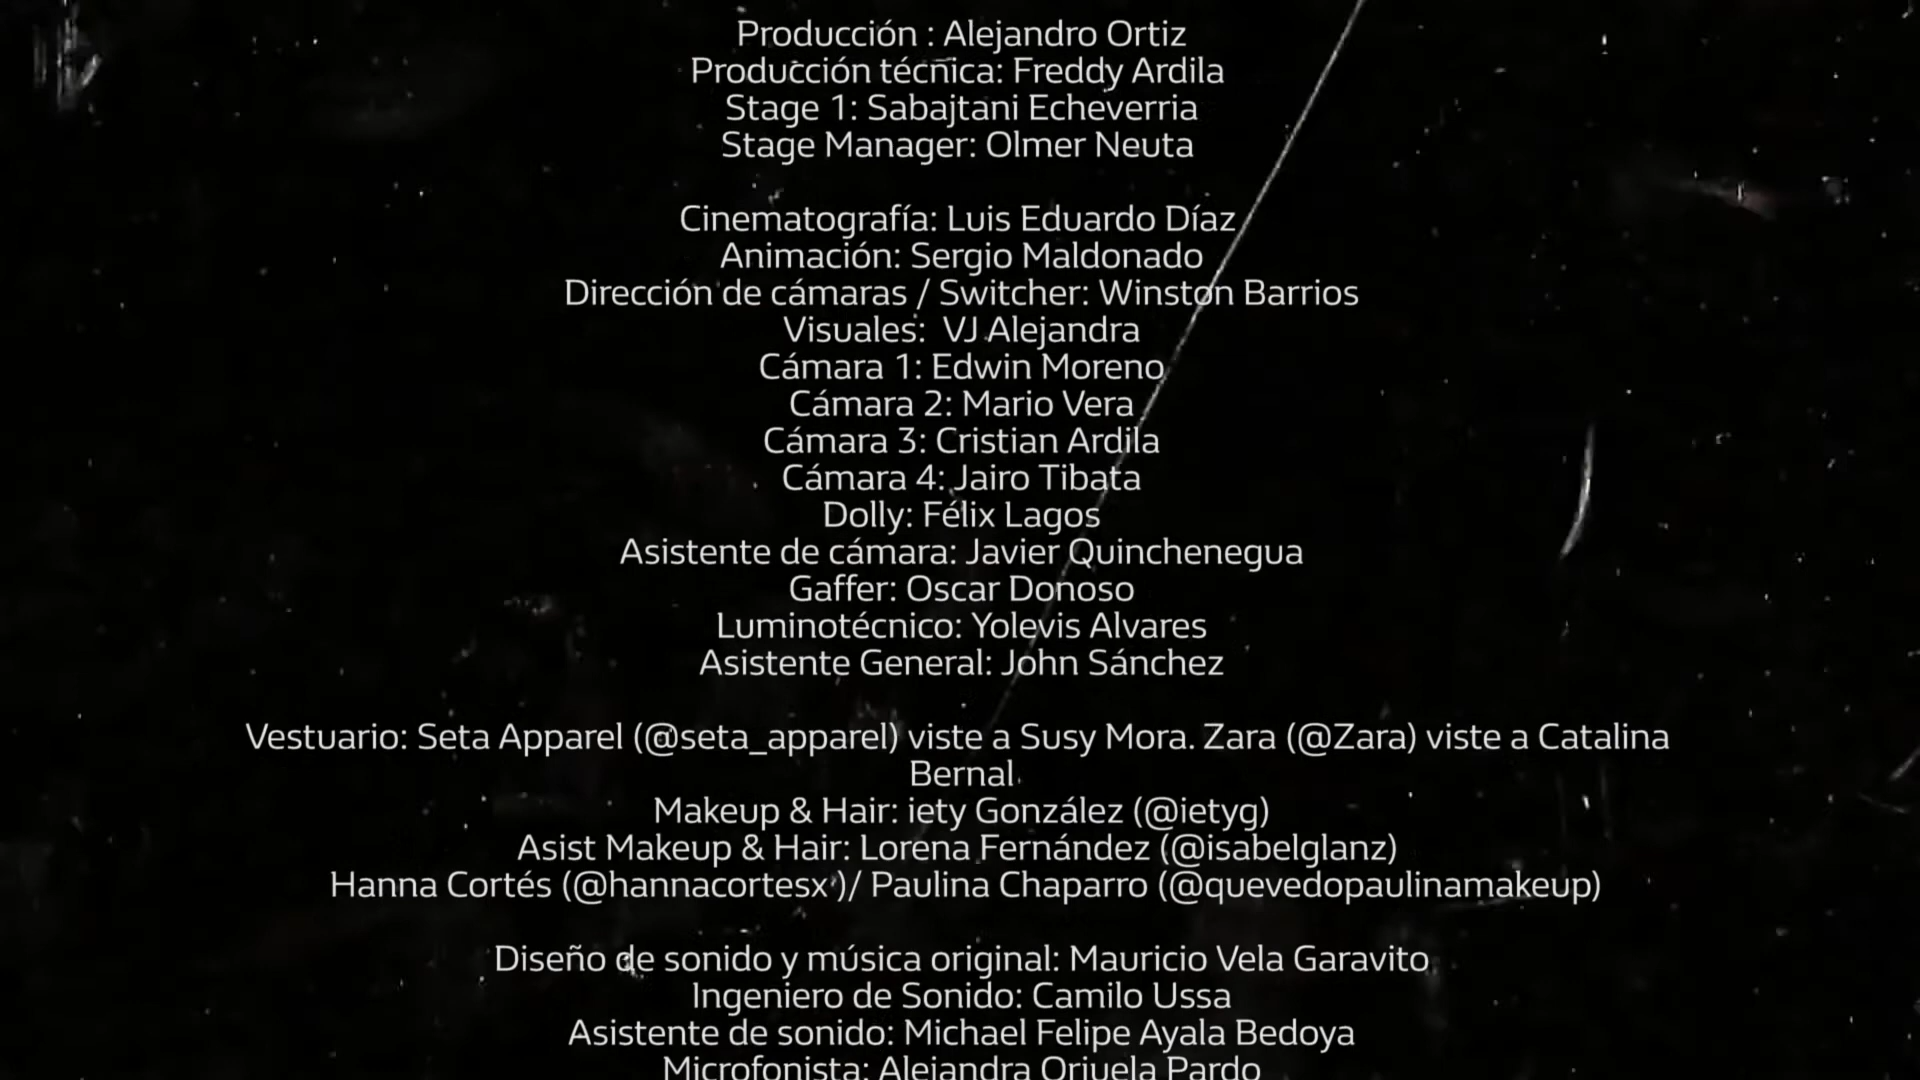 Producción : Alejandro Ortiz
Producción técnica: Freddy Ardila
Stage 1: Sabajtani Echeverria
Stage Manager: Olmer Neuta
Cinematografía: Luis Eduardo Díaz
Animación: Sergio Maldonado
Dirección de cámaras / Switcher: Winston Barrios
Visuales:  VJ Alejandra
Cámara 1: Edwin Moreno
Cámara 2: Mario Vera
Cámara 3: Cristian Ardila
Cámara 4: Jairo Tibata
Dolly: Félix Lagos
Asistente de cámara: Javier Quinchenegua
Gaffer: Oscar Donoso
Luminotécnico: Yolevis Alvares
Asistente General: John Sánchez
Vestuario: Seta Apparel (@seta_apparel) viste a Susy Mora. Zara (@Zara) viste a Catalina
Bernal
Makeup & Hair: iety González (@ietyg)
Asist Makeup & Hair: Lorena Fernández (@isabelglanz)
Hanna Cortés (@hannacortesx )/ Paulina Chaparro (@quevedopaulinamakeup)
Diseño de sonido y música original: Mauricio Vela Garavito
Ingeniero de Sonido: Camilo Ussa
Asistente de sonido: Michael Felipe Ayala Bedoya
Microfonista: Alejandra Orjuela Pardo